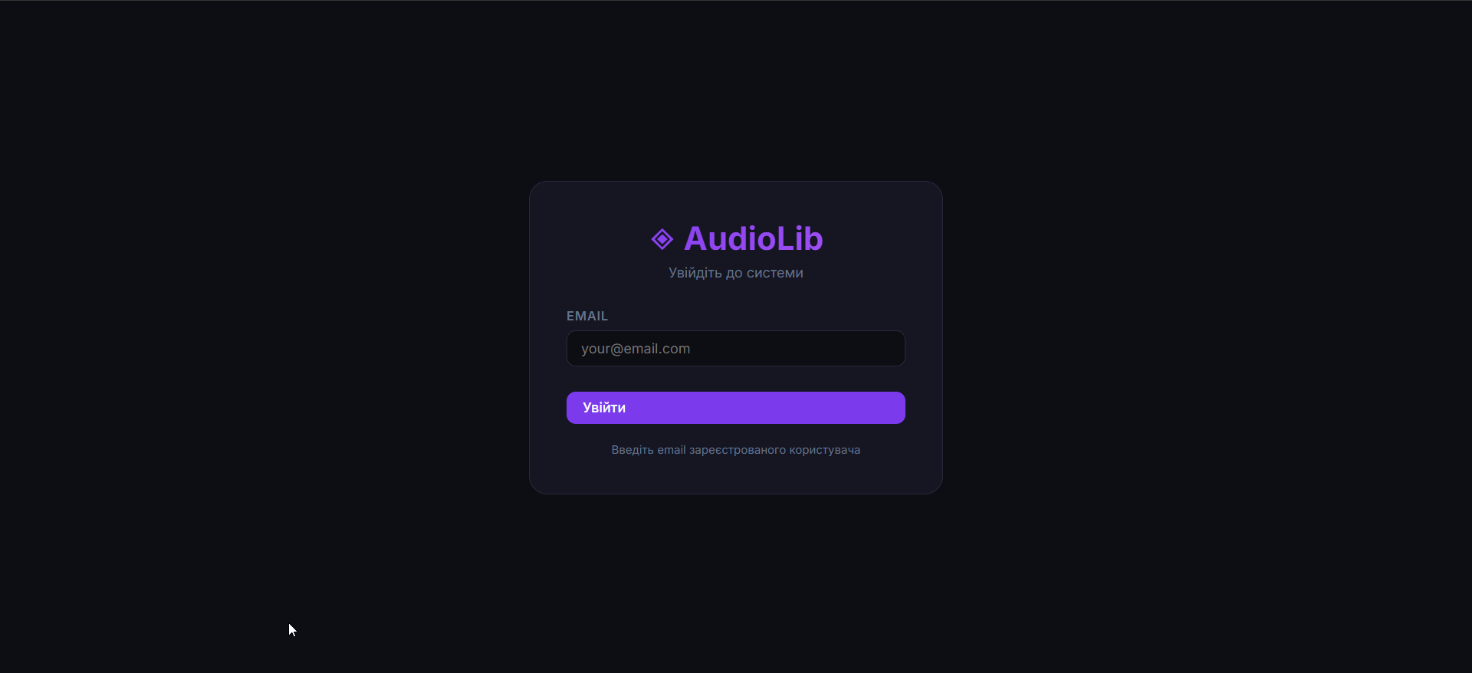 AudioLib
Увійдіть до системи
EMAIL
your@email.com
Увійти
Введіть email зареєстрованого користувача